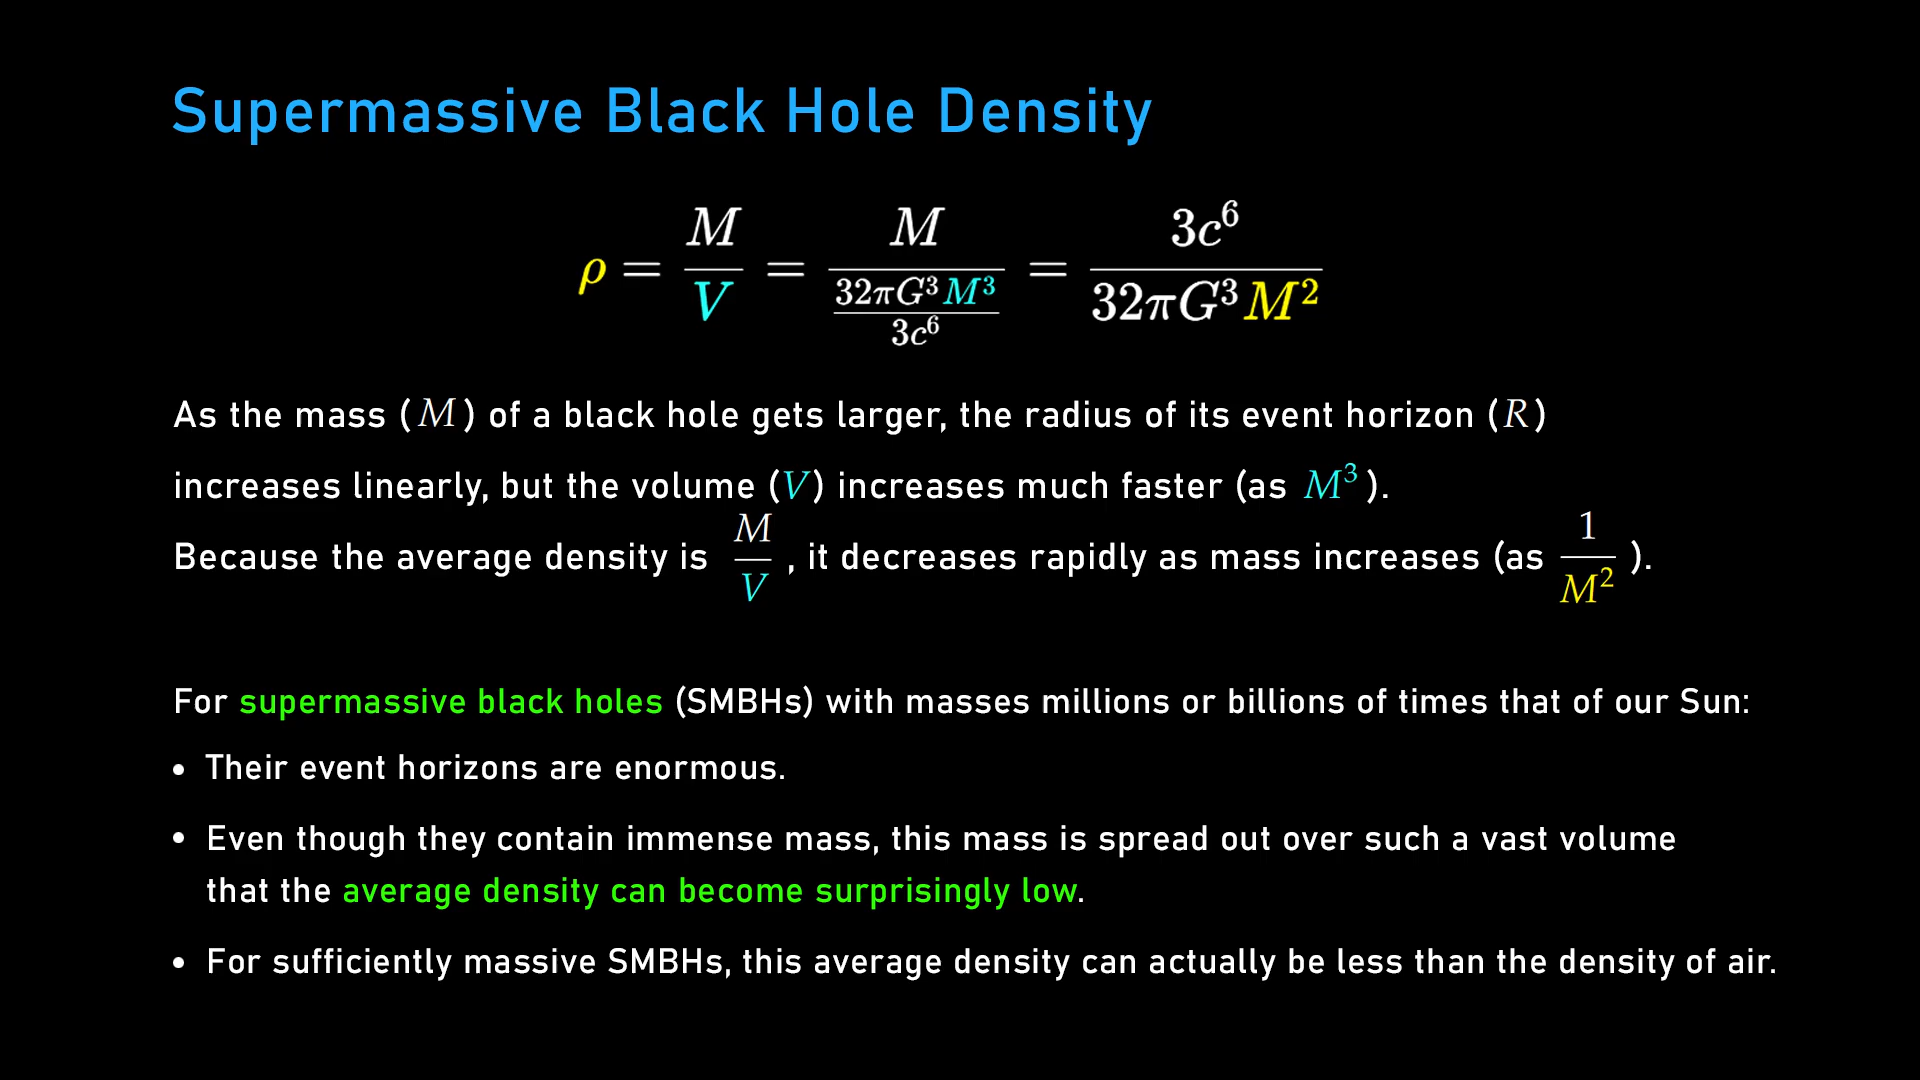 Supermassive Black Hole Density
ρ = M/V = M/(32πG³M³/3c⁶) = 3c⁶/32πG³M²
As the mass (M) of a black hole gets larger, the radius of its event horizon (R)
increases linearly, but the volume (V) increases much faster (as M³).
Because the average density is M/V, it decreases rapidly as mass increases (as 1/M²).
For supermassive black holes (SMBHs) with masses millions or billions of times that of our Sun:
• Their event horizons are enormous.
• Even though they contain immense mass, this mass is spread out over such a vast volume
that the average density can become surprisingly low.
• For sufficiently massive SMBHs, this average density can actually be less than the density of air.